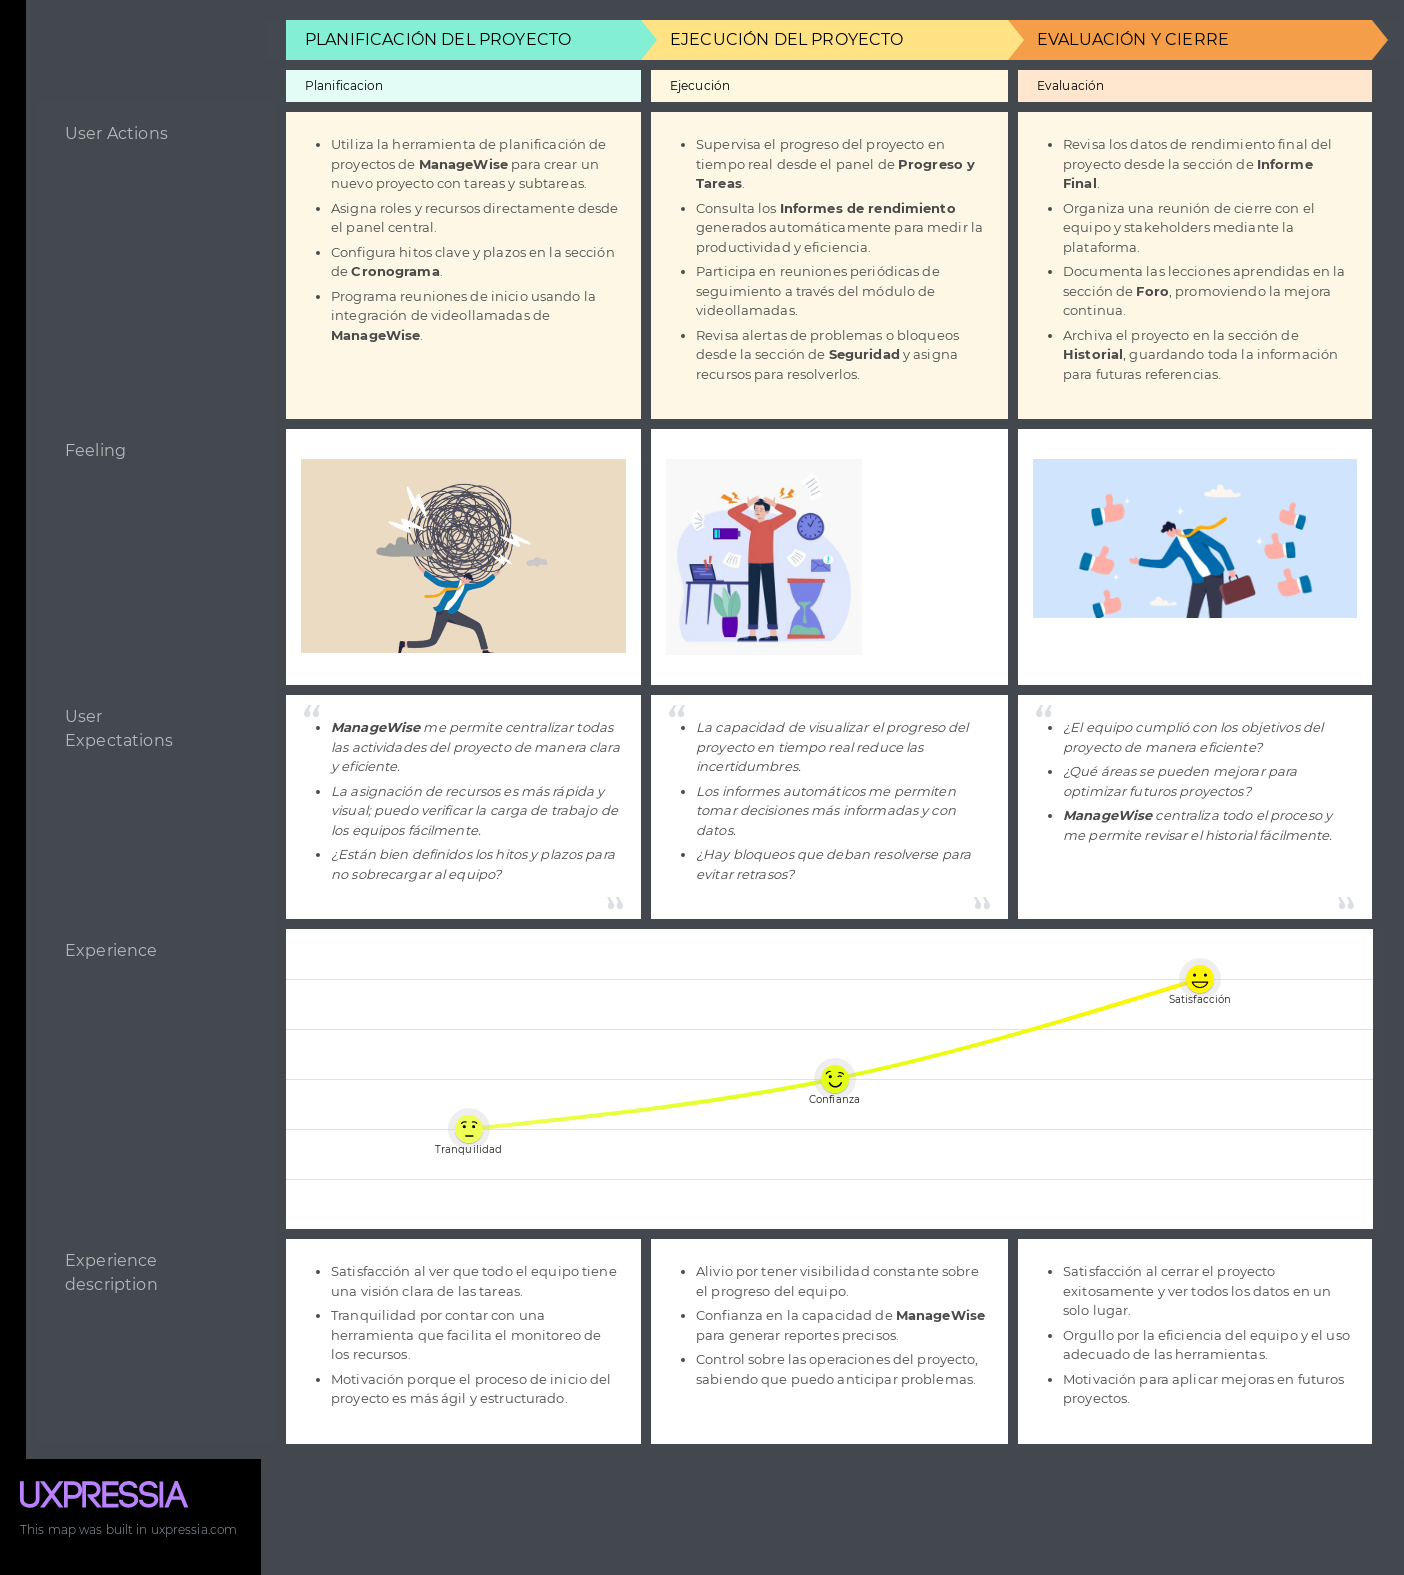 PLANIFICACIÓN DEL PROYECTO
EJECUCIÓN DEL PROYECTO
EVALUACIÓN Y CIERRE
Planificacion
Ejecución
Evaluación
User Actions
• Utiliza la herramienta de planificación de
proyectos de ManageWise para crear un
nuevo proyecto con tareas y subtareas.
• Asigna roles y recursos directamente desde
el panel central.
• Configura hitos clave y plazos en la sección
de Cronograma.
• Programa reuniones de inicio usando la
integración de videollamadas de
ManageWise.
• Supervisa el progreso del proyecto en
tiempo real desde el panel de Progreso y
Tareas.
• Consulta los Informes de rendimiento
generados automáticamente para medir la
productividad y eficiencia.
• Participa en reuniones periódicas de
seguimiento a través del módulo de
videollamadas.
• Revisa alertas de problemas o bloqueos
desde la sección de Seguridad y asigna
recursos para resolverlos.
• Revisa los datos de rendimiento final del
proyecto desde la sección de Informe
Final.
• Organiza una reunión de cierre con el
equipo y stakeholders mediante la
plataforma.
• Documenta las lecciones aprendidas en la
sección de Foro, promoviendo la mejora
continua.
• Archiva el proyecto en la sección de
Historial, guardando toda la información
para futuras referencias.
Feeling
User
Expectations
“
• ManageWise me permite centralizar todas
las actividades del proyecto de manera clara
y eficiente.
• La asignación de recursos es más rápida y
visual; puedo verificar la carga de trabajo de
los equipos fácilmente.
• ¿Están bien definidos los hitos y plazos para
no sobrecargar al equipo?
”
“
• La capacidad de visualizar el progreso del
proyecto en tiempo real reduce las
incertidumbres.
• Los informes automáticos me permiten
tomar decisiones más informadas y con
datos.
• ¿Hay bloqueos que deban resolverse para
evitar retrasos?
”
“
• ¿El equipo cumplió con los objetivos del
proyecto de manera eficiente?
• ¿Qué áreas se pueden mejorar para
optimizar futuros proyectos?
• ManageWise centraliza todo el proceso y
me permite revisar el historial fácilmente.
”
Experience
Satisfacción
Confianza
Tranquilidad
Experience
description
• Satisfacción al ver que todo el equipo tiene
una visión clara de las tareas.
• Tranquilidad por contar con una
herramienta que facilita el monitoreo de
los recursos.
• Motivación porque el proceso de inicio del
proyecto es más ágil y estructurado.
• Alivio por tener visibilidad constante sobre
el progreso del equipo.
• Confianza en la capacidad de ManageWise
para generar reportes precisos.
• Control sobre las operaciones del proyecto,
sabiendo que puedo anticipar problemas.
• Satisfacción al cerrar el proyecto
exitosamente y ver todos los datos en un
solo lugar.
• Orgullo por la eficiencia del equipo y el uso
adecuado de las herramientas.
• Motivación para aplicar mejoras en futuros
proyectos.
UXPRESSIA
This map was built in uxpressia.com